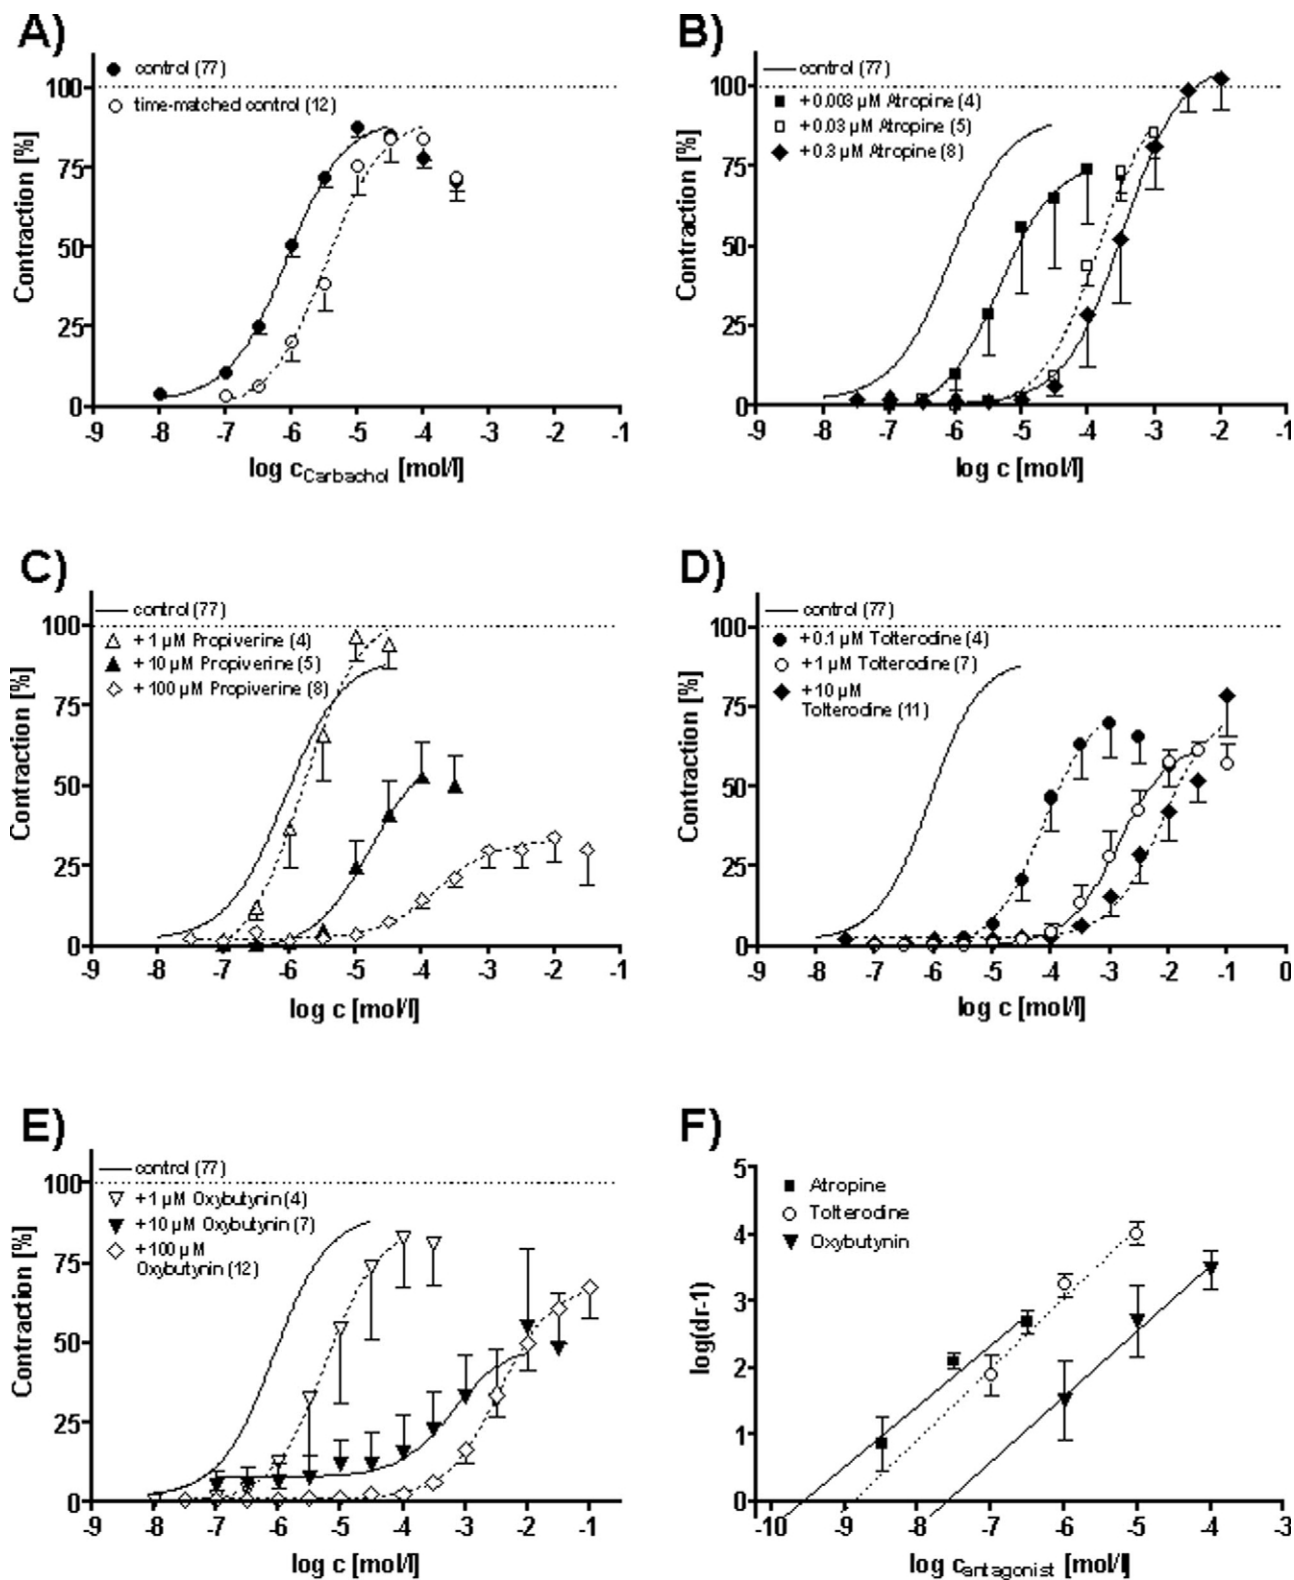 A)
control (77)
time-matched control (12)
100
75
50
25
0
Contraction [%]
-9 -8 -7 -6 -5 -4 -3 -2 -1
log cCarbachol [mol/l]
B)
control (77)
+0.003 µM Atropine (4)
+0.03 µM Atropine (5)
+0.3 µM Atropine (8)
100
75
50
25
0
Contraction [%]
-9 -8 -7 -6 -5 -4 -3 -2 -1
log c [mol/l]
C)
control (77)
+ 1 µM Propiverine (4)
+ 10 µM Propiverine (5)
+ 100 µM Propiverine (8)
100
75
50
25
0
Contraction [%]
-9 -8 -7 -6 -5 -4 -3 -2 -1
log c [mol/l]
D)
control (77)
+0.1 µM Tolterodine (4)
+1 µM Tolterodine (7)
+10 µM
Tolterodine (11)
100
75
50
25
0
Contraction [%]
-9 -8 -7 -6 -5 -4 -3 -2 -1 0
log c [mol/l]
E)
control (77)
+1 µM Oxybutynin (4)
+10 µM Oxybutynin (7)
+100 µM
Oxybutynin (12)
100
75
50
25
0
Contraction [%]
-9 -8 -7 -6 -5 -4 -3 -2 -1
log c [mol/l]
F)
Atropine
Tolterodine
Oxybutynin
5
4
3
2
1
0
log(dr-1)
-10 -9 -8 -7 -6 -5 -4 -3
log cantagonist [mol/l]